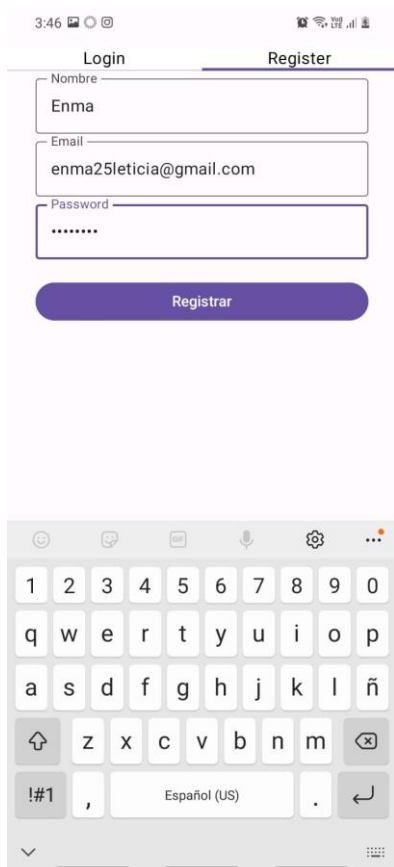 3:46
Login Register
Nombre
Enma
Email
enma25leticia@gmail.com
Password
••••••••
Registrar
GIF
1 2 3 4 5 6 7 8 9 0
q w e r t y u i o p
a s d f g h j k l ñ
z x c v b n m
!#1 , Español (US) .